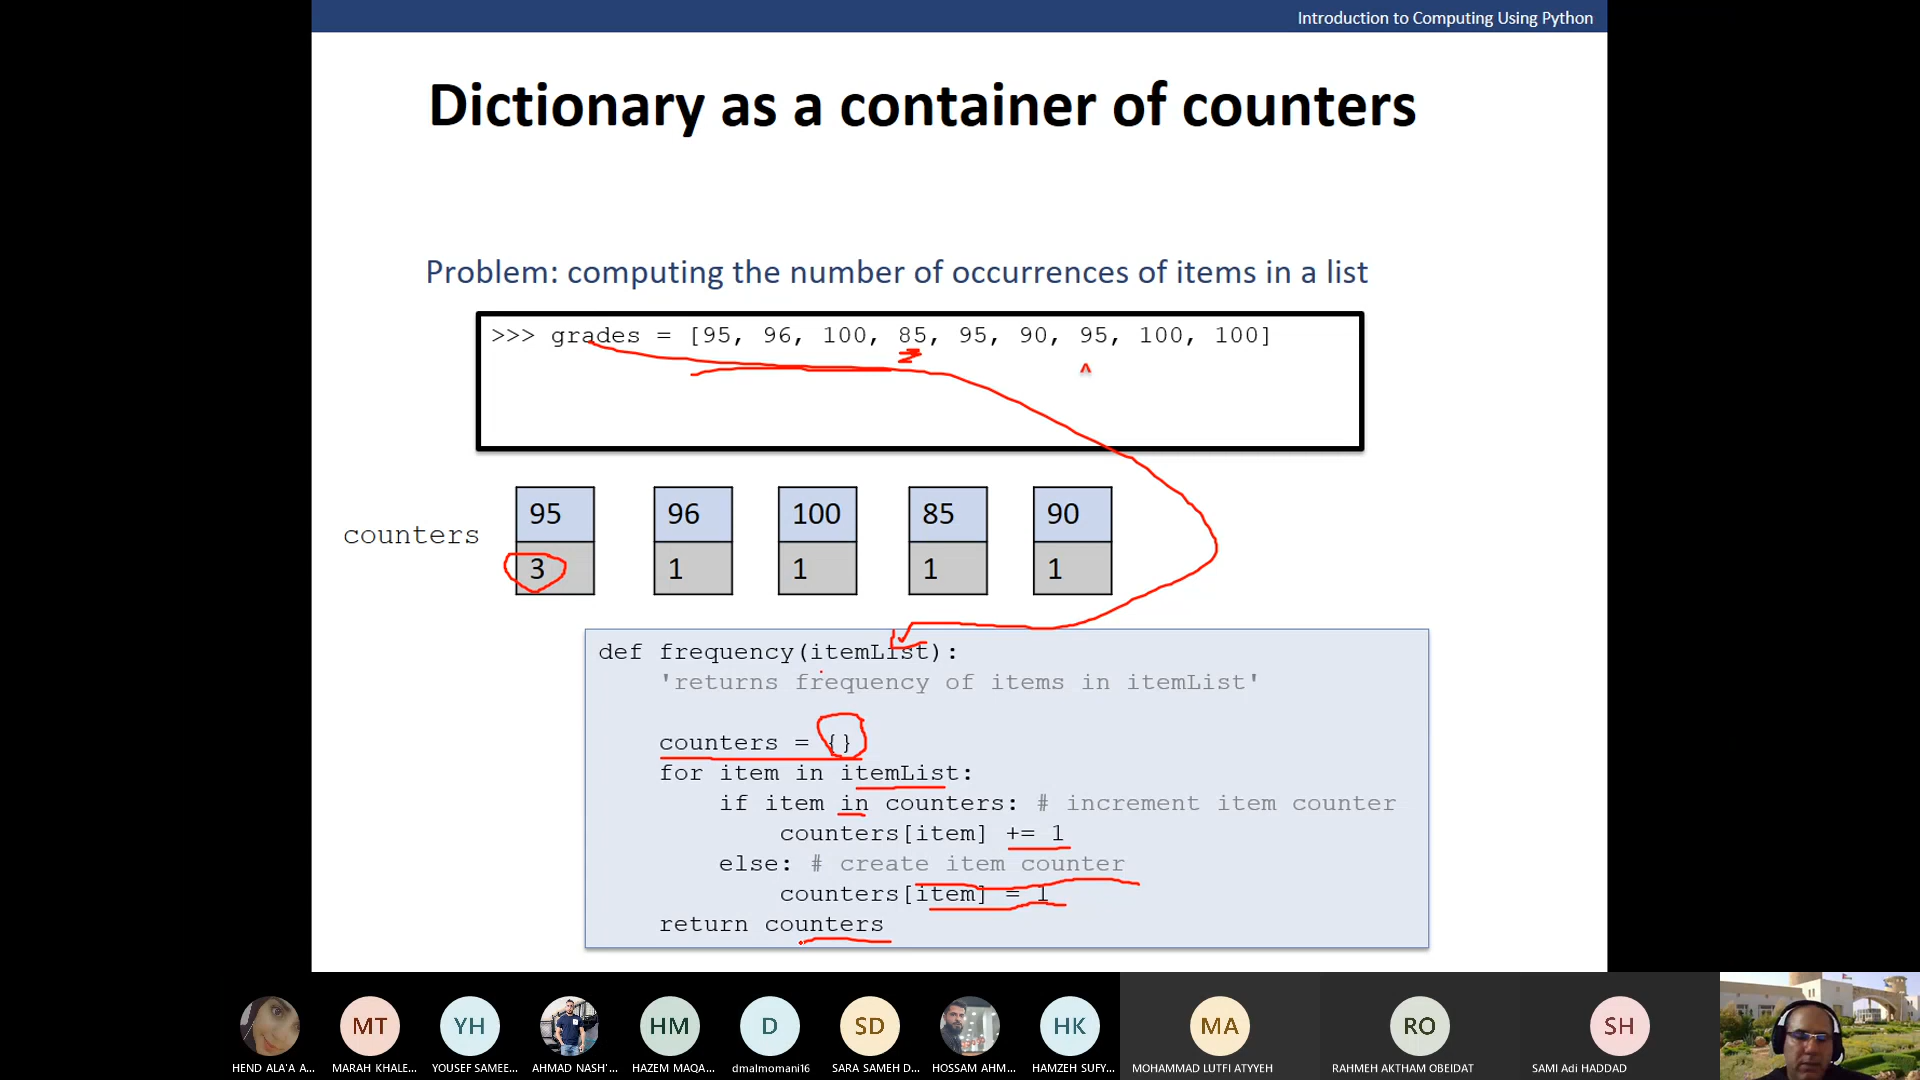 Introduction to Computing Using Python
Dictionary as a container of counters
Problem: computing the number of occurrences of items in a list
>>> grades = [95, 96, 100, 85, 95, 90, 95, 100, 100]
counters
95 96 100 85 90
3 1 1 1 1
def frequency(itemList):
'returns frequency of items in itemList'
counters = {}
for item in itemList:
if item in counters: # increment item counter
counters[item] += 1
else: # create item counter
counters[item] = 1
return counters
MT YH HM D SD HK MA RO SH
HEND ALA'A A... MARAH KHALE... YOUSEF SAMEE... AHMAD NASH'... HAZEM MAQA... dmalmomani16 SARA SAMEH D... HOSSAM AHM... HAMZEH SUFY... MOHAMMAD LUTFI ATYYEH RAHMEH AKTHAM OBEIDAT SAMI Adi HADDAD